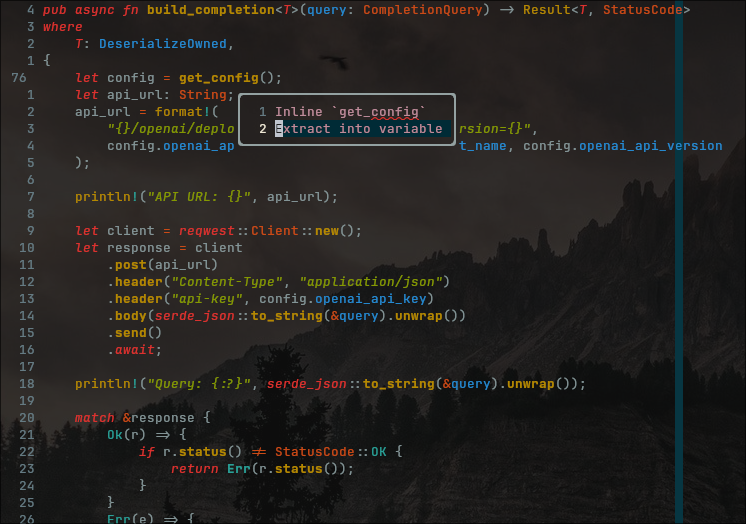 4 pub async fn build_completion<T>(query: CompletionQuery) -> Result<T, StatusCode>
3 where
2     T: DeserializeOwned,
1 {
76     let config = get_config();
1     let api_url: String;
2     api_url = format!(
1 Inline `get_config`
2 Extract into variable
3         "{}/openai/deplo rsion={}",
4         config.openai_ap t_name, config.openai_api_version
5     );
6
7     println!("API URL: {}", api_url);
8
9     let client = reqwest::Client::new();
10     let response = client
11         .post(api_url)
12         .header("Content-Type", "application/json")
13         .header("api-key", config.openai_api_key)
14         .body(serde_json::to_string(&query).unwrap())
15         .send()
16         .await;
17
18     println!("Query: {:?}", serde_json::to_string(&query).unwrap());
19
20     match &response {
21         Ok(r) => {
22             if r.status() != StatusCode::OK {
23                 return Err(r.status());
24             }
25         }
26         Err(e) => {